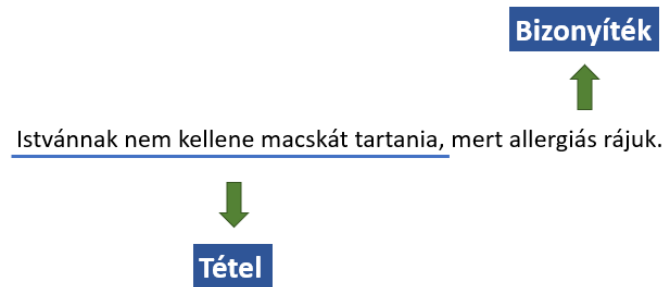 Bizonyíték
Istvánnak nem kellene macskát tartania, mert allergiás rájuk.
Tétel